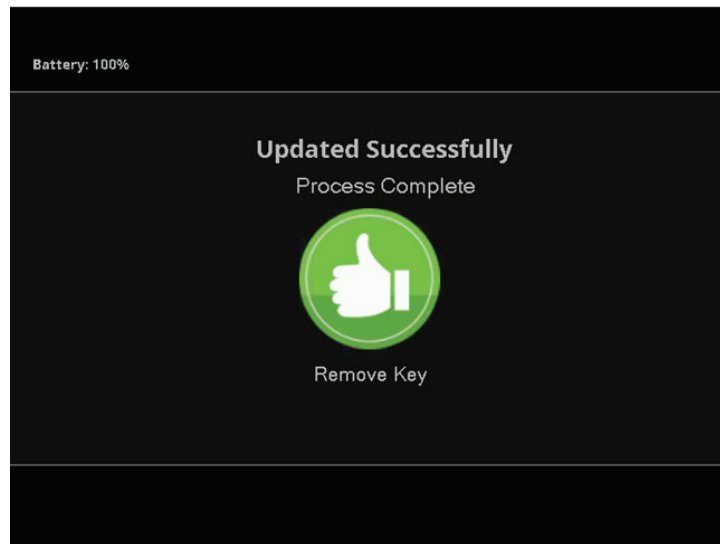 Battery: 100%
Updated Successfully
Process Complete
Remove Key